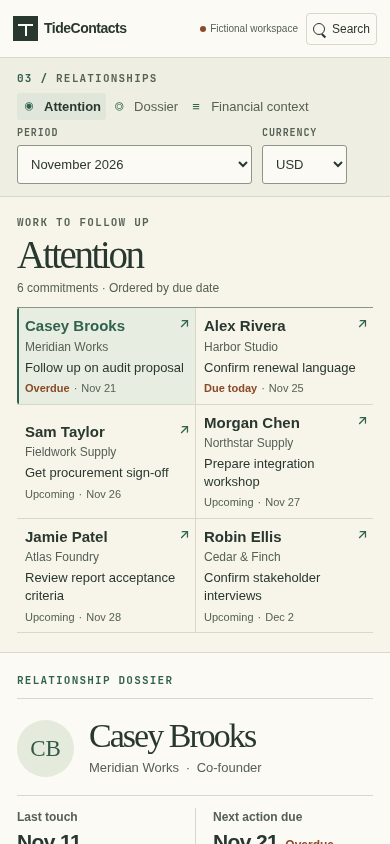 TideContacts
Fictional workspace
Search
03 / RELATIONSHIPS
Attention
Dossier
Financial context
PERIOD
CURRENCY
November 2026
USD
WORK TO FOLLOW UP
Attention
6 commitments · Ordered by due date
Casey Brooks
Meridian Works
Follow up on audit proposal
Overdue · Nov 21
Alex Rivera
Harbor Studio
Confirm renewal language
Due today · Nov 25
Sam Taylor
Fieldwork Supply
Get procurement sign-off
Upcoming · Nov 26
Morgan Chen
Northstar Supply
Prepare integration
workshop
Upcoming · Nov 27
Jamie Patel
Atlas Foundry
Review report acceptance
criteria
Upcoming · Nov 28
Robin Ellis
Cedar & Finch
Confirm stakeholder
interviews
Upcoming · Dec 2
RELATIONSHIP DOSSIER
CB
Casey Brooks
Meridian Works · Co-founder
Last touch
Nov 11
Next action due
Nov 21 Overdue